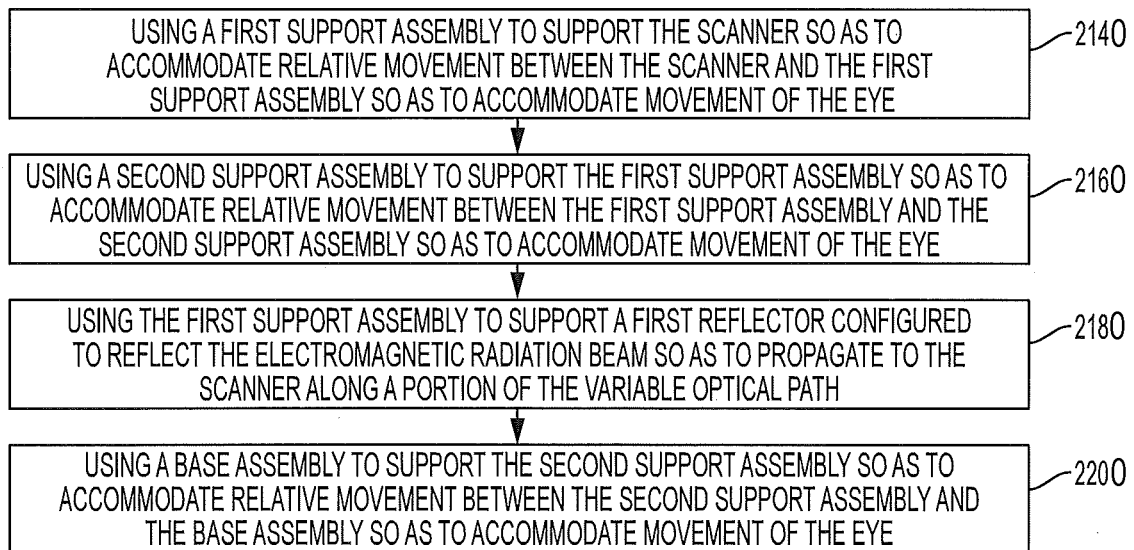 USING A FIRST SUPPORT ASSEMBLY TO SUPPORT THE SCANNER SO AS TO
ACCOMMODATE RELATIVE MOVEMENT BETWEEN THE SCANNER AND THE FIRST
SUPPORT ASSEMBLY SO AS TO ACCOMMODATE MOVEMENT OF THE EYE
2140
USING A SECOND SUPPORT ASSEMBLY TO SUPPORT THE FIRST SUPPORT ASSEMBLY SO AS TO
ACCOMMODATE RELATIVE MOVEMENT BETWEEN THE FIRST SUPPORT ASSEMBLY AND THE
SECOND SUPPORT ASSEMBLY SO AS TO ACCOMMODATE MOVEMENT OF THE EYE
2160
USING THE FIRST SUPPORT ASSEMBLY TO SUPPORT A FIRST REFLECTOR CONFIGURED
TO REFLECT THE ELECTROMAGNETIC RADIATION BEAM SO AS TO PROPAGATE TO THE
SCANNER ALONG A PORTION OF THE VARIABLE OPTICAL PATH
2180
USING A BASE ASSEMBLY TO SUPPORT THE SECOND SUPPORT ASSEMBLY SO AS TO
ACCOMMODATE RELATIVE MOVEMENT BETWEEN THE SECOND SUPPORT ASSEMBLY AND
THE BASE ASSEMBLY SO AS TO ACCOMMODATE MOVEMENT OF THE EYE
2200